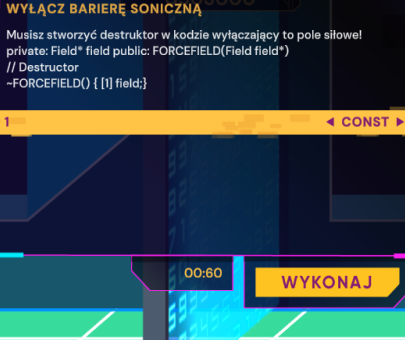 WYŁĄCZ BARIERĘ SONICZNĄ
Musisz stworzyć destruktor w kodzie wyłączający to pole siłowe!
private: Field* field public: FORCEFIELD(Field field*)
// Destructor
~FORCEFIELD() { [1] field;}
1 ◀ CONST ▶
00:60
WYKONAJ